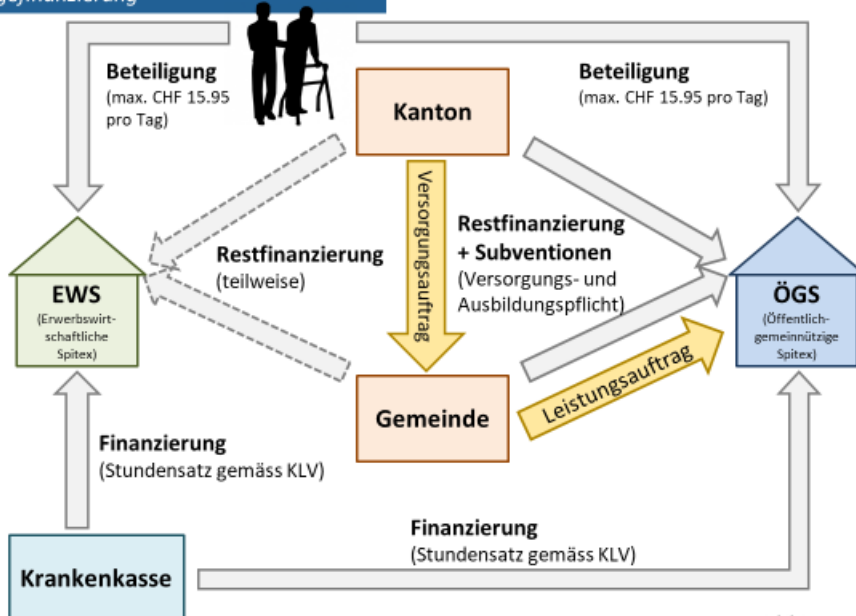 Beteiligung
(max. CHF 15.95
pro Tag)
Beteiligung
(max. CHF 15.95 pro Tag)
Kanton
Versorgungsauftrag
Restfinanzierung
(teilweise)
Restfinanzierung
+ Subventionen
(Versorgungs- und
Ausbildungspflicht)
EWS
(Erwerbswirt-
schaftliche
Spitex)
ÖGS
(Öffentlich-
gemeinnützige
Spitex)
Gemeinde
Leistungsauftrag
Finanzierung
(Stundensatz gemäss KLV)
Finanzierung
(Stundensatz gemäss KLV)
Krankenkasse